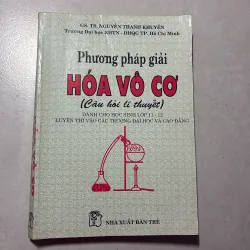 GS. TS. NGUYỄN THANH KHUYẾN
Trường Đại học KHTN - ĐHQG TP. Hồ Chí Minh
Phương pháp giải
HÓA VÔ CƠ
(Câu hỏi lí thuyết)
DÀNH CHO HỌC SINH LỚP 11 - 12
LUYỆN THI VÀO CÁC TRƯỜNG ĐẠI HỌC VÀ CAO ĐẲNG
NHÀ XUẤT BẢN TRẺ